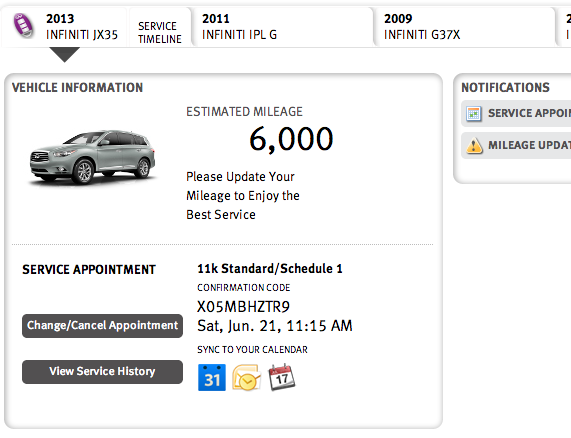 2013
INFINITI JX35
SERVICE
TIMELINE
2011
INFINITI IPL G
2009
INFINITI G37X
VEHICLE INFORMATION
ESTIMATED MILEAGE
6,000
Please Update Your
Mileage to Enjoy the
Best Service
SERVICE APPOINTMENT
Change/Cancel Appointment
View Service History
11k Standard/Schedule 1
CONFIRMATION CODE
X05MBHZTR9
Sat, Jun. 21, 11:15 AM
SYNC TO YOUR CALENDAR
31
17
NOTIFICATIONS
SERVICE APPOI
MILEAGE UPDAT